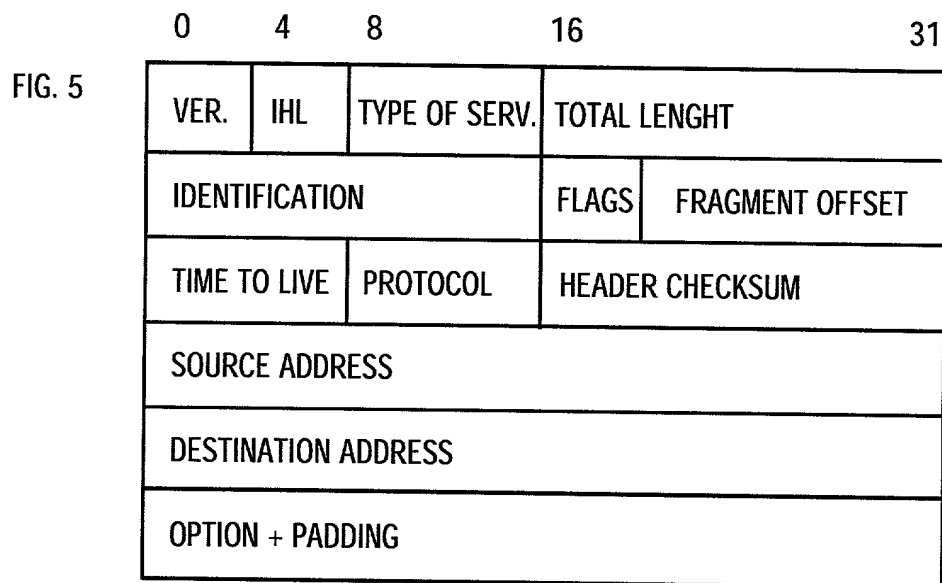 0 4 8 16 31
FIG. 5
VER. IHL TYPE OF SERV. TOTAL LENGHT
IDENTIFICATION FLAGS FRAGMENT OFFSET
TIME TO LIVE PROTOCOL HEADER CHECKSUM
SOURCE ADDRESS
DESTINATION ADDRESS
OPTION + PADDING